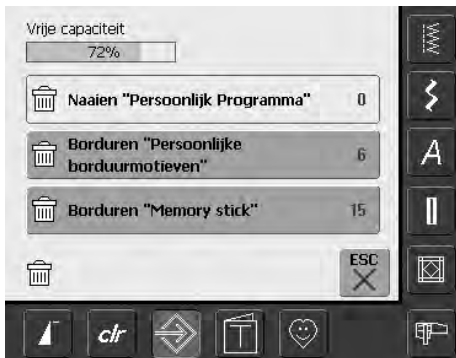 Vrije capaciteit
72%
Naaien "Persoonlijk Programma" 0
Borduren "Persoonlijke
borduurmotieven" 6
Borduren "Memory stick" 15
ESC
A
clr
T